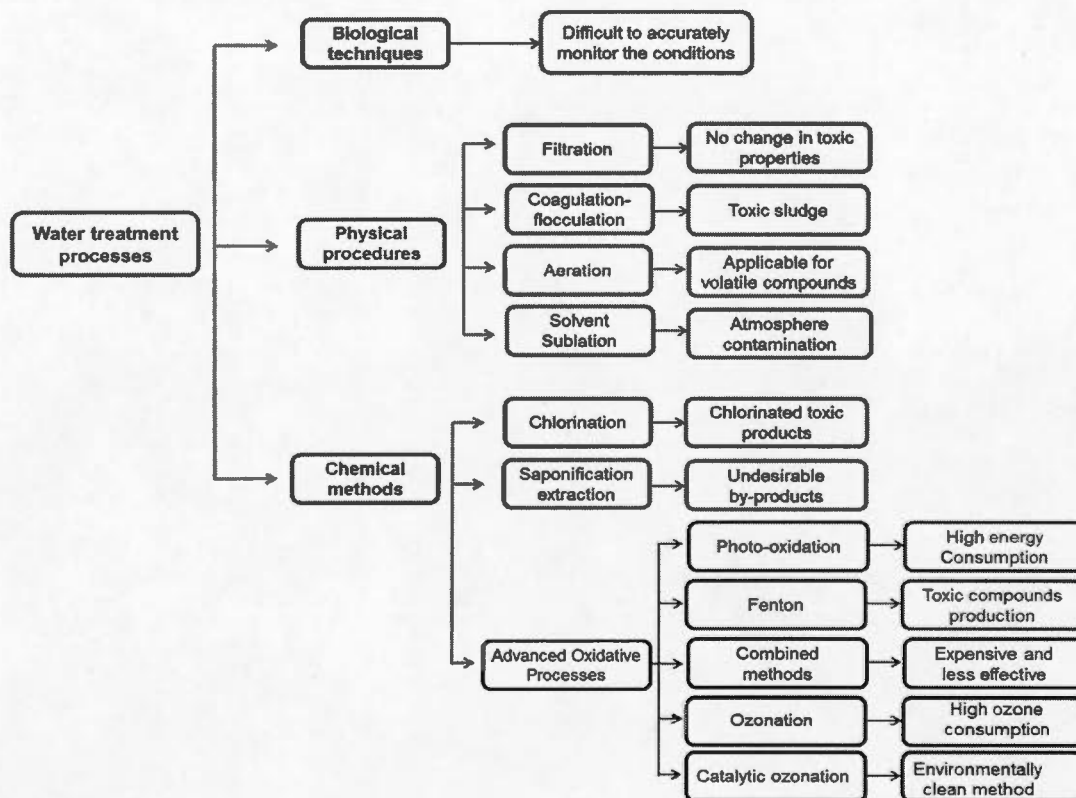 Biological
techniques
Difficult to accurately
monitor the conditions
Water treatment
processes
Physical
procedures
Filtration
No change in toxic
properties
Coagulation-
flocculation
Toxic sludge
Aeration
Applicable for
volatile compounds
Solvent
Sublation
Atmosphere
contamination
Chemical
methods
Chlorination
Chlorinated toxic
products
Saponification
extraction
Undesirable
by-products
Advanced Oxidative
Processes
Photo-oxidation
High energy
Consumption
Fenton
Toxic compounds
production
Combined
methods
Expensive and
less effective
Ozonation
High ozone
consumption
Catalytic ozonation
Environmentally
clean method